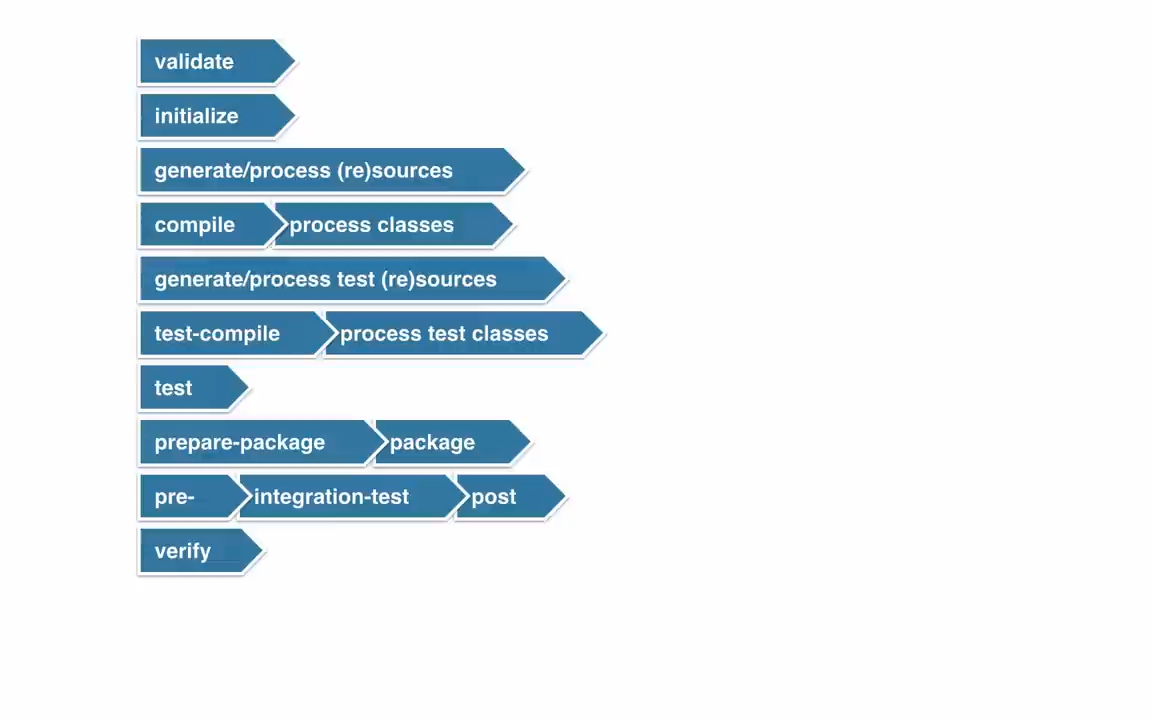 validate
initialize
generate/process (re)sources
compile process classes
generate/process test (re)sources
test-compile process test classes
test
prepare-package package
pre- integration-test post
verify